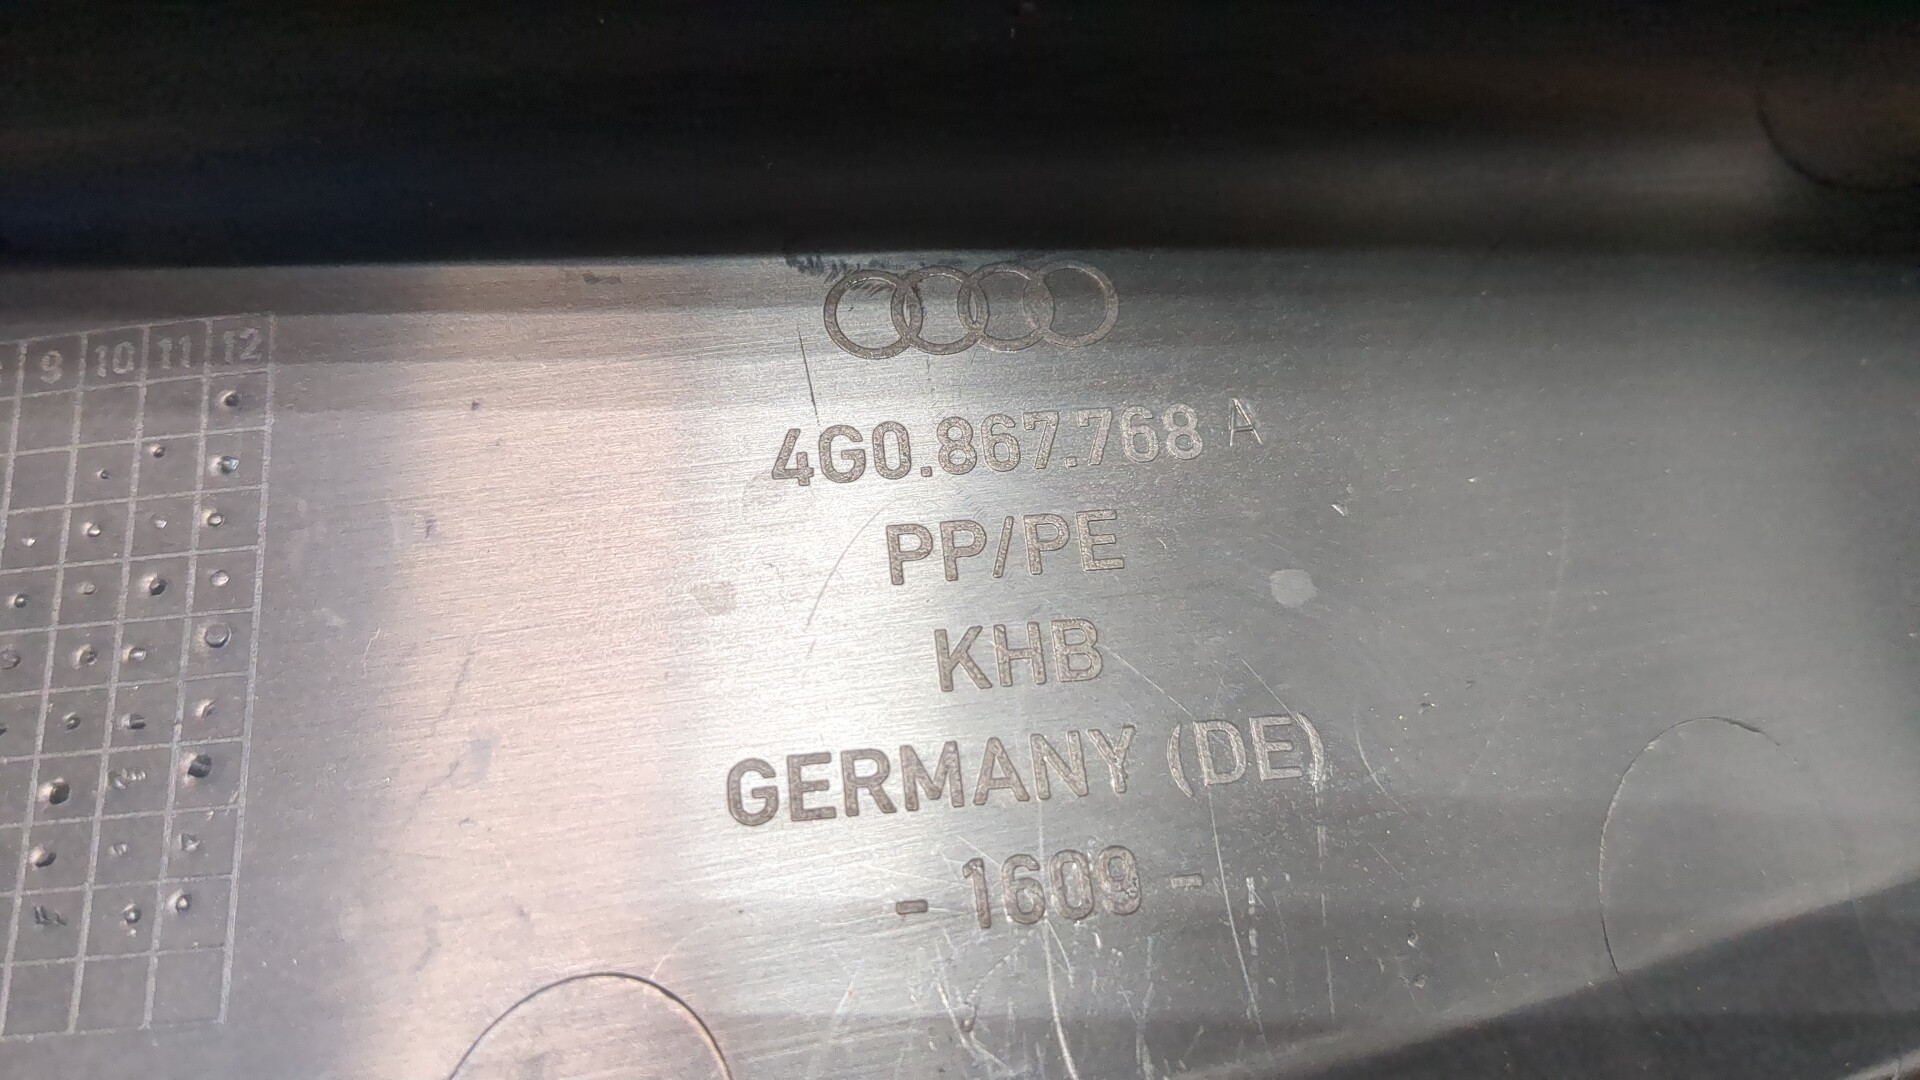 9 10 11 12
4G0.867.768 A
PP/PE
KHB
GERMANY (DE)
- 1609 -